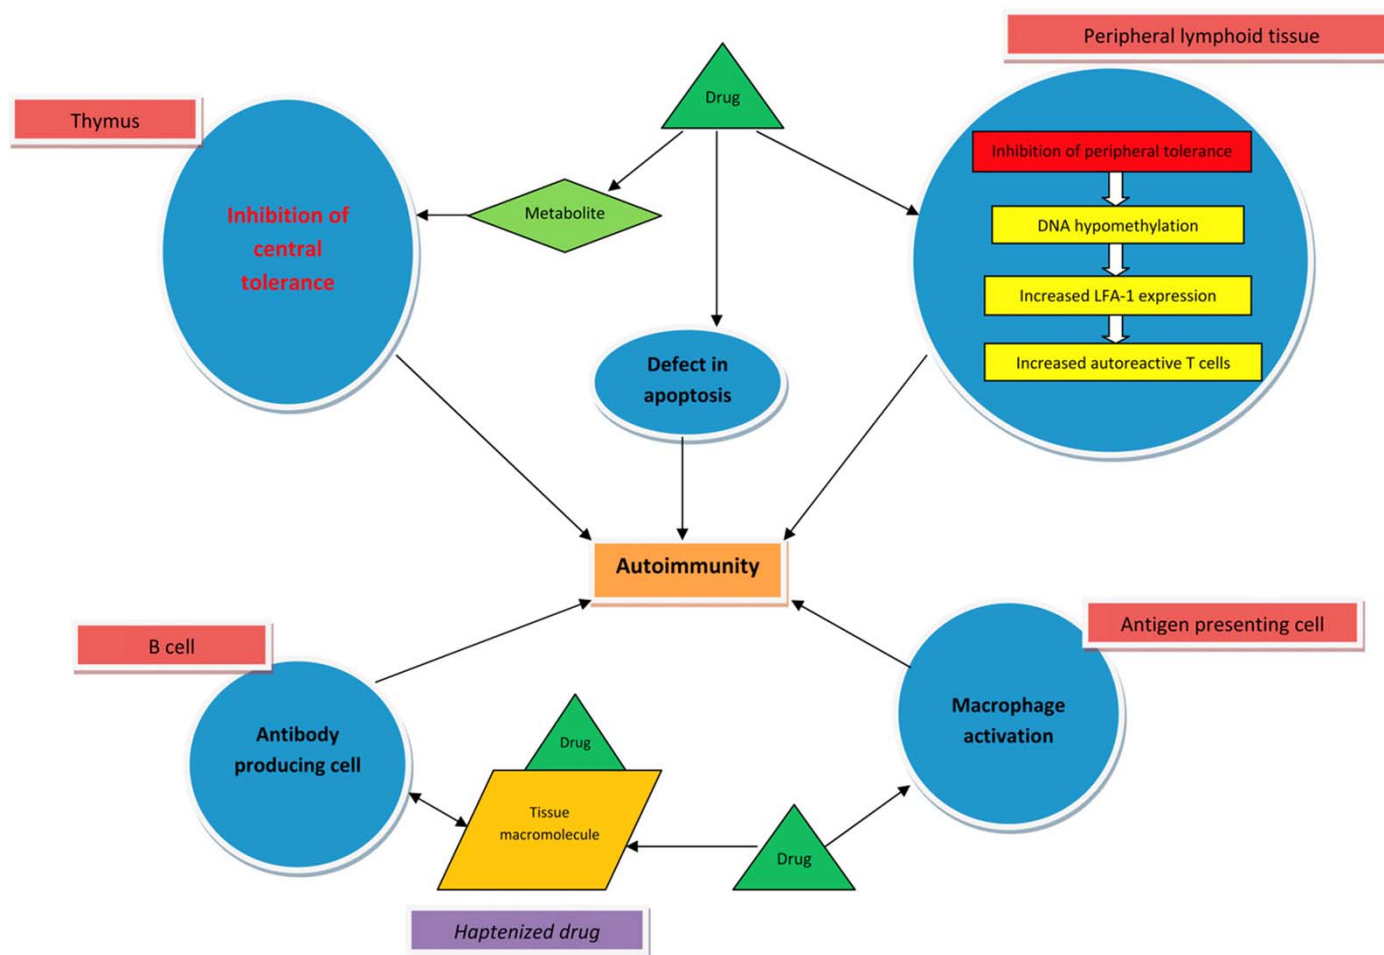 Peripheral lymphoid tissue
Thymus
Drug
Inhibition of peripheral tolerance
Metabolite
Inhibition of
central
tolerance
DNA hypomethylation
Increased LFA-1 expression
Increased autoreactive T cells
Defect in
apoptosis
Autoimmunity
B cell
Antigen presenting cell
Antibody
producing cell
Macrophage
activation
Drug
Tissue
macromolecule
Drug
Haptenized drug